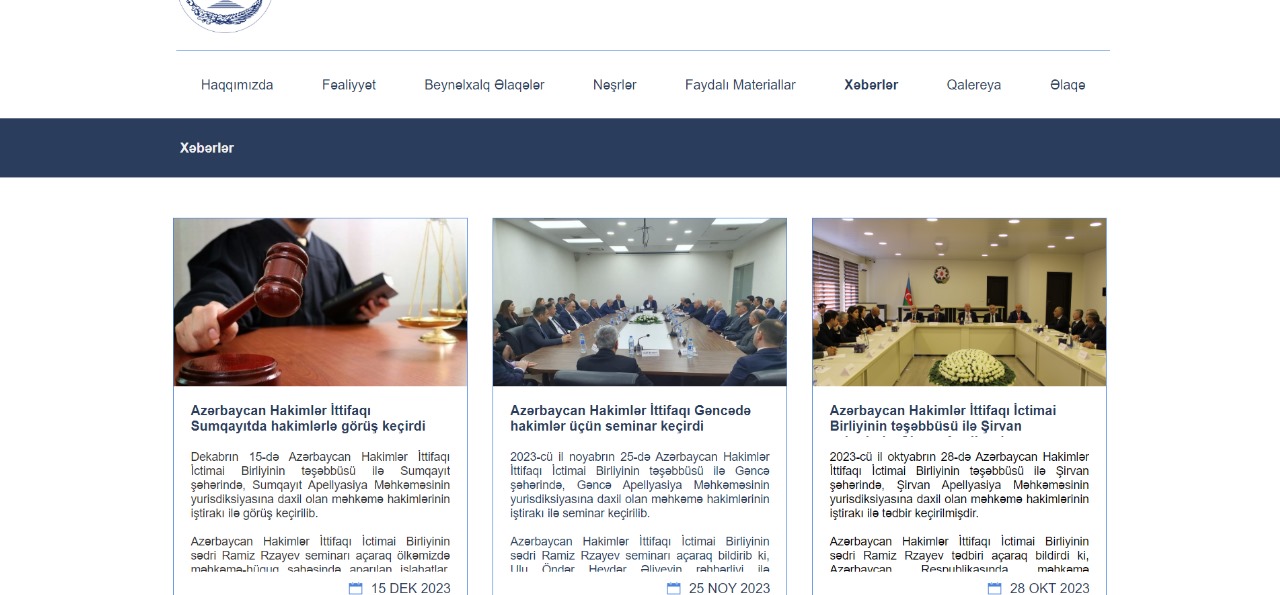 Haqqımızda
Fəaliyyət
Beynəlxalq Əlaqələr
Nəşrlər
Faydalı Materiallar
Xəbərlər
Qalereya
Əlaqə
Xəbərlər
Azərbaycan Hakimlər İttifaqı
Sumqayıtda hakimlərlə görüş keçirdi
Dekabrın 15-də Azərbaycan Hakimlər İttifaqı
İctimai Birliyinin təşəbbüsü ilə Sumqayıt
şəhərində, Sumqayıt Apellyasiya Məhkəməsinin
yurisdiksiyasına daxil olan məhkəmə hakimlərinin
iştirakı ilə görüş keçirilib.
Azərbaycan Hakimlər İttifaqı İctimai Birliyinin
sədri Ramiz Rzayev seminarı açaraq ölkəmizdə
məhkəmə-hüquq sahəsində aparılan islahatlar,
15 DEK 2023
Azərbaycan Hakimlər İttifaqı Gəncədə
hakimlər üçün seminar keçirdi
2023-cü il noyabrın 25-də Azərbaycan Hakimlər
İttifaqı İctimai Birliyinin təşəbbüsü ilə Gəncə
şəhərində, Gəncə Apellyasiya Məhkəməsinin
yurisdiksiyasına daxil olan məhkəmə hakimlərinin
iştirakı ilə seminar keçirilib.
Azərbaycan Hakimlər İttifaqı İctimai Birliyinin
sədri Ramiz Rzayev seminarı açaraq bildirib ki,
Ulu Öndər Heydər Əliyevin rəhbərliyi ilə
25 NOY 2023
Azərbaycan Hakimlər İttifaqı İctimai
Birliyinin təşəbbüsü ilə Şirvan
2023-cü il oktyabrın 28-də Azərbaycan Hakimlər
İttifaqı İctimai Birliyinin təşəbbüsü ilə Şirvan
şəhərində, Şirvan Apellyasiya Məhkəməsinin
yurisdiksiyasına daxil olan məhkəmə hakimlərinin
iştirakı ilə tədbir keçirilmişdir.
Azərbaycan Hakimlər İttifaqı İctimai Birliyinin
sədri Ramiz Rzayev tədbiri açaraq bildirdi ki,
Azərbaycan Respublikasında məhkəmə
28 OKT 2023